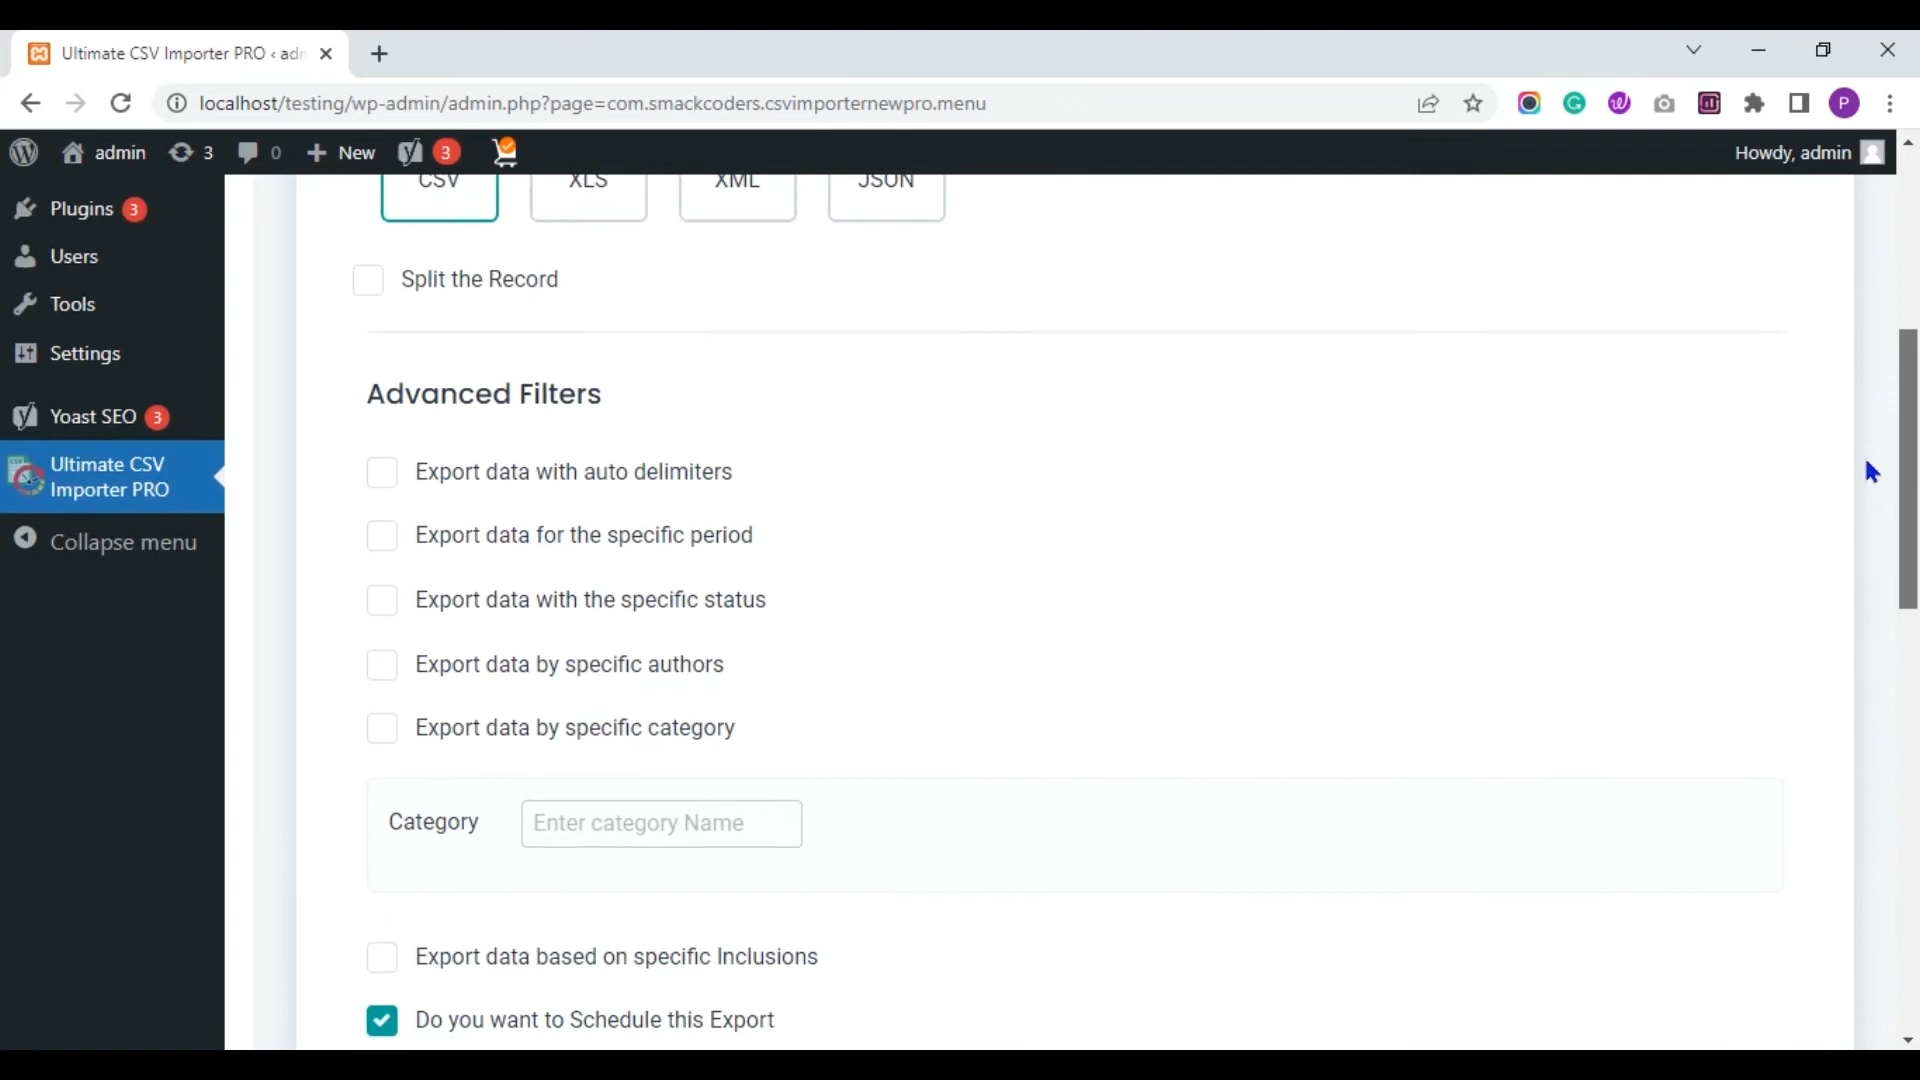 Ultimate CSV Importer PRO ‹ adn
localhost/testing/wp-admin/admin.php?page=com.smackcoders.csvimporternewpro.menu
P
admin
3
0
New
3
Howdy, admin
Plugins 3
Users
Tools
Settings
Yoast SEO 3
Ultimate CSV
Importer PRO
Collapse menu
CSV
XLS
XML
JSON
Split the Record
Advanced Filters
Export data with auto delimiters
Export data for the specific period
Export data with the specific status
Export data by specific authors
Export data by specific category
Category
Enter category Name
Export data based on specific Inclusions
Do you want to Schedule this Export